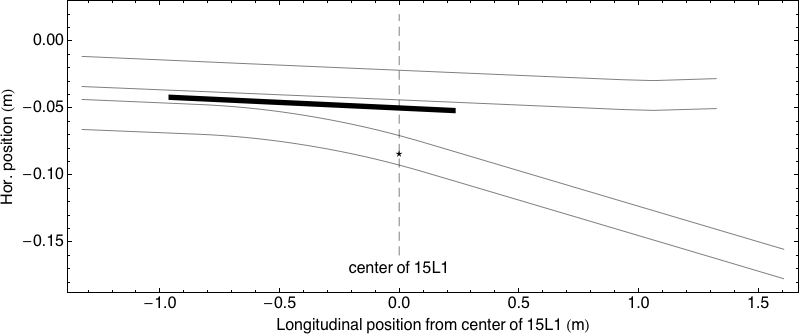 0.00
Hor. position (m)
−0.05
−0.10
−0.15
center of 15L1
−1.0 −0.5 0.0 0.5 1.0 1.5
Longitudinal position from center of 15L1 (m)